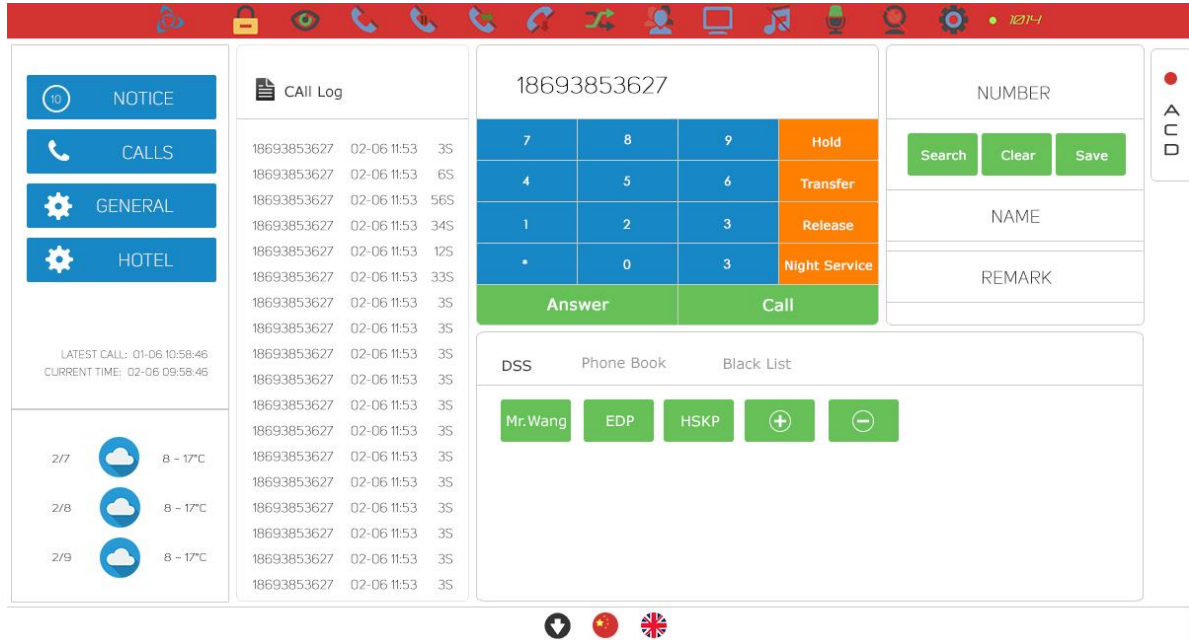 1014
10 NOTICE
CALLS
GENERAL
HOTEL
LATEST CALL: 01-06 10:58:46
CURRENT TIME: 02-06 09:58:46
2/7 8 - 17°C
2/8 8 - 17°C
2/9 8 - 17°C
CAll Log
18693853627 02-06 11:53 3S
18693853627 02-06 11:53 6S
18693853627 02-06 11:53 56S
18693853627 02-06 11:53 34S
18693853627 02-06 11:53 12S
18693853627 02-06 11:53 33S
18693853627 02-06 11:53 3S
18693853627 02-06 11:53 3S
18693853627 02-06 11:53 3S
18693853627 02-06 11:53 3S
18693853627 02-06 11:53 3S
18693853627 02-06 11:53 3S
18693853627 02-06 11:53 3S
18693853627 02-06 11:53 3S
18693853627 02-06 11:53 3S
18693853627 02-06 11:53 3S
18693853627 02-06 11:53 3S
18693853627 02-06 11:53 3S
18693853627
7 8 9 Hold
4 5 6 Transfer
1 2 3 Release
* 0 3 Night Service
Answer Call
NUMBER
Search Clear Save
NAME
REMARK
ACD
DSS Phone Book Black List
Mr.Wang EDP HSKP